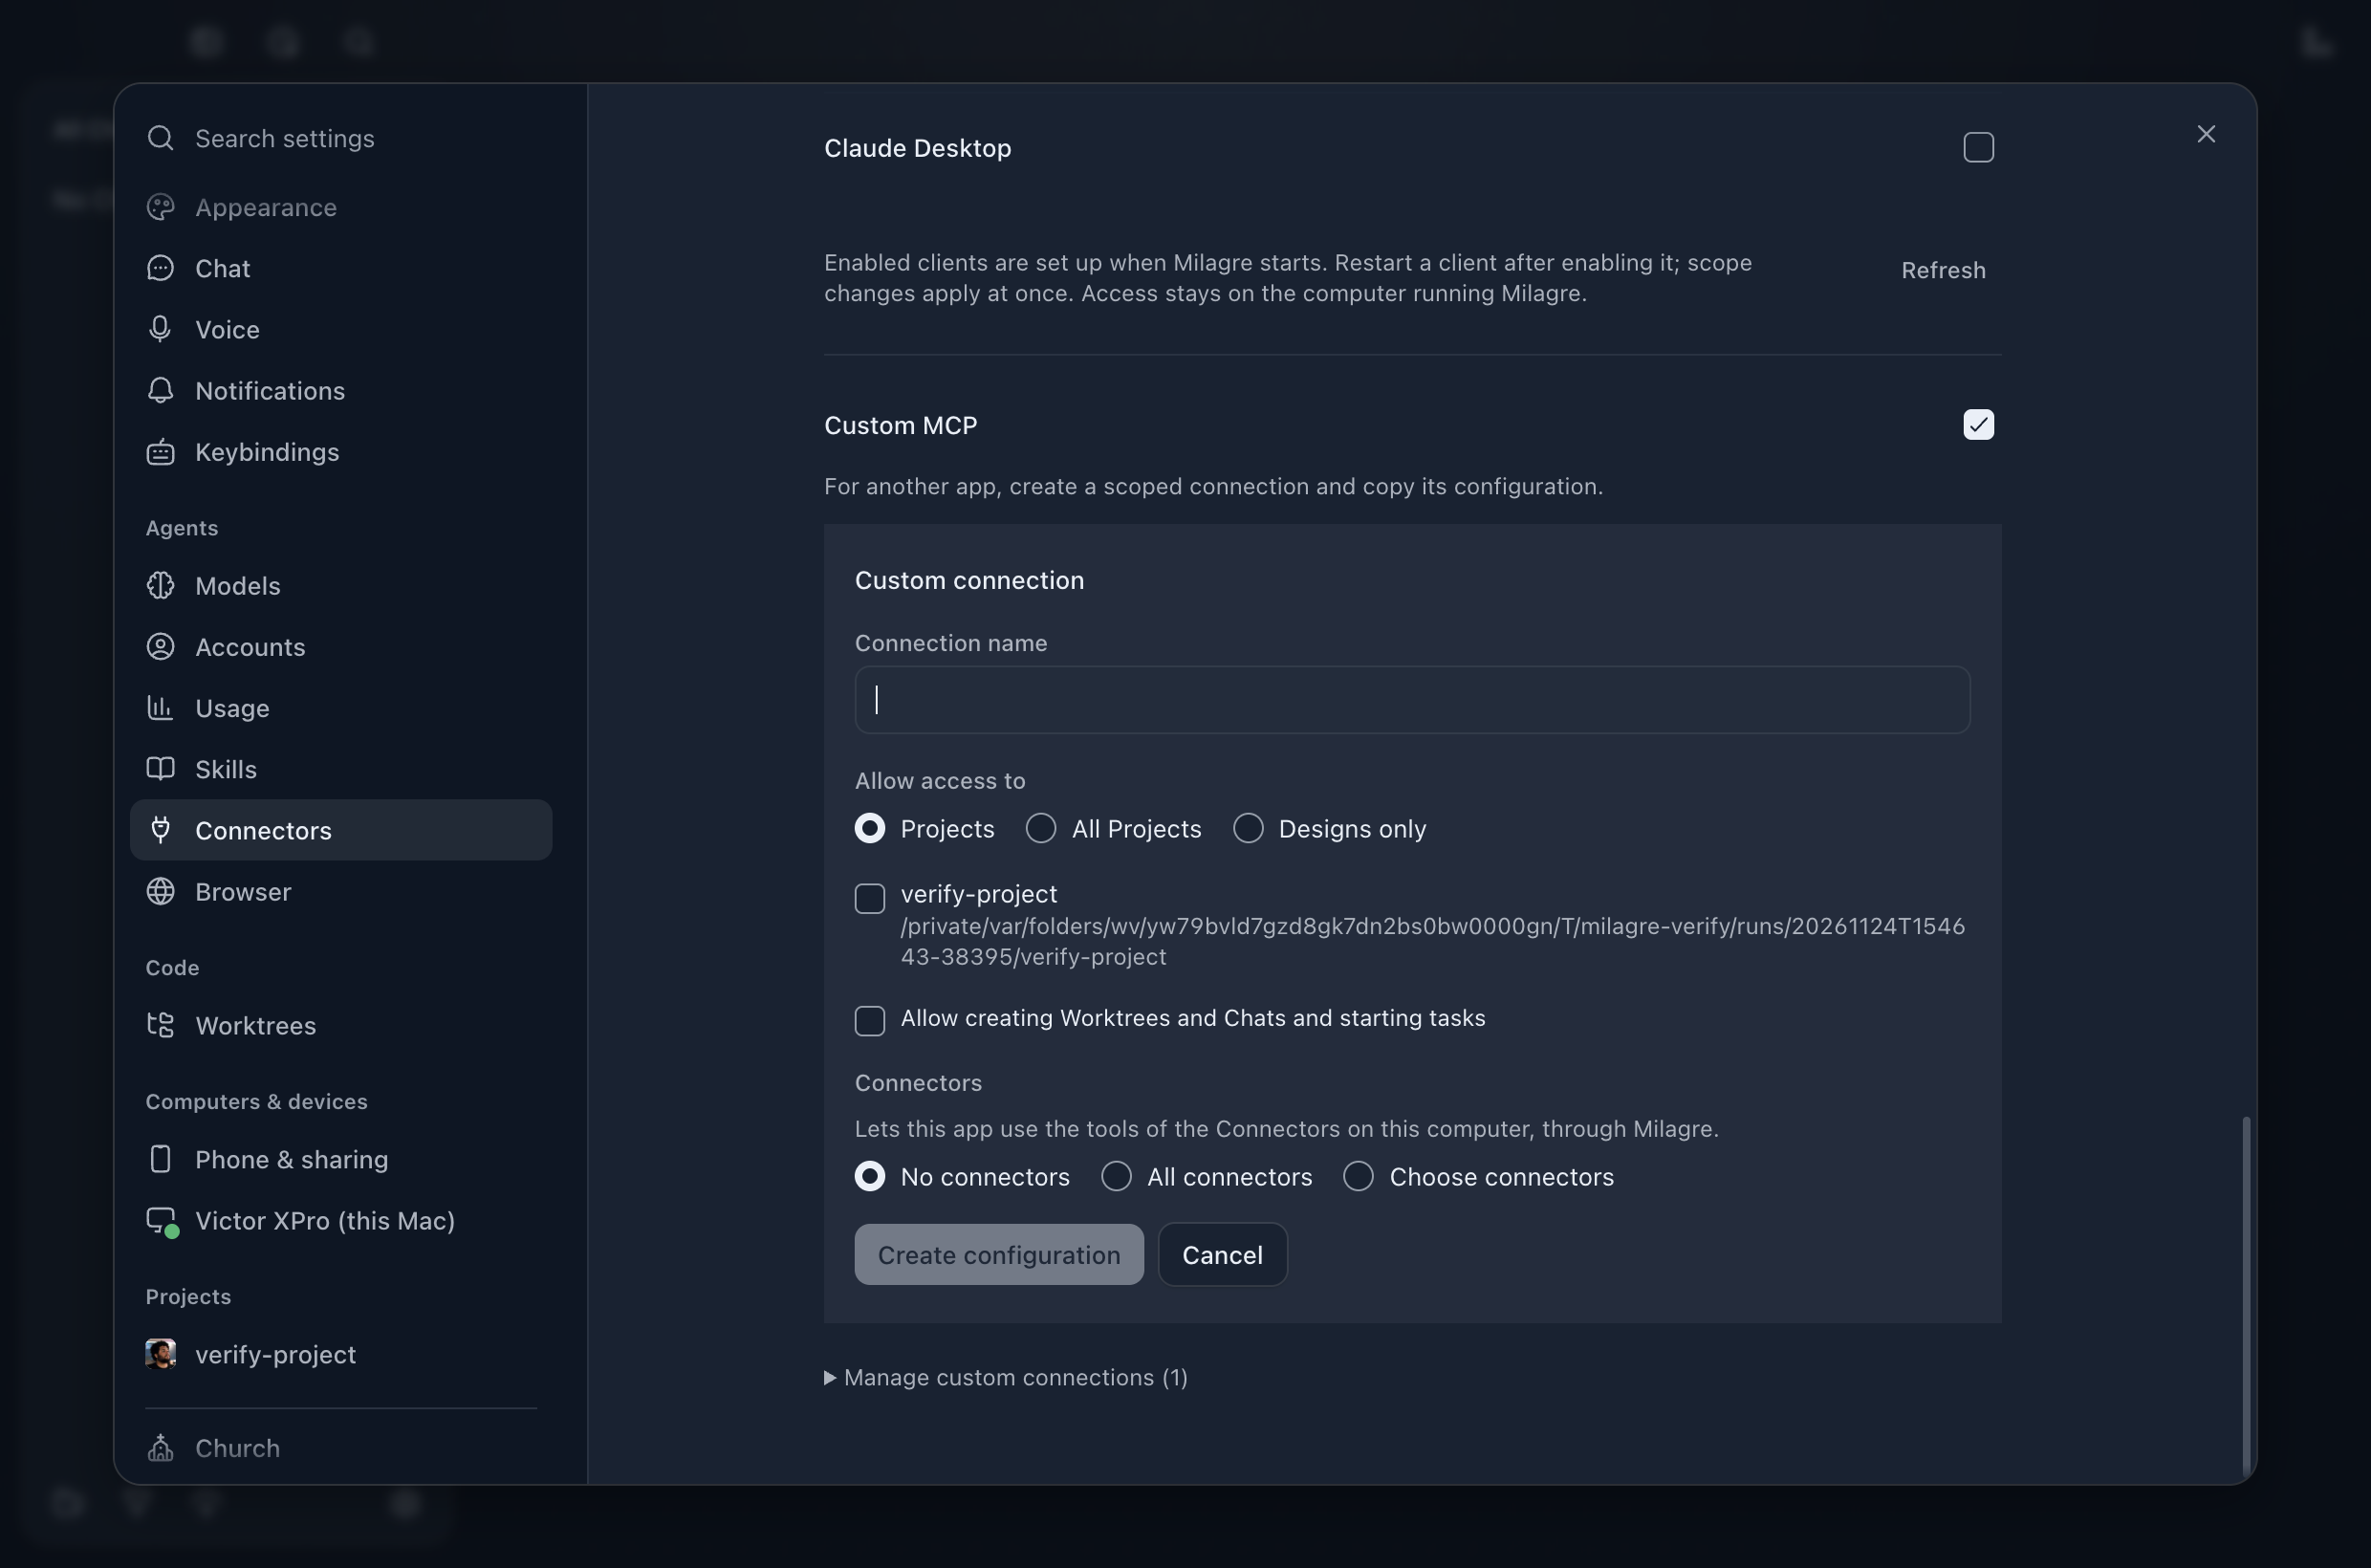 Search settings
Appearance
Chat
Voice
Notifications
Keybindings
Agents
Models
Accounts
Usage
Skills
Connectors
Browser
Code
Worktrees
Computers & devices
Phone & sharing
Victor XPro (this Mac)
Projects
verify-project
Church
Claude Desktop
Enabled clients are set up when Milagre starts. Restart a client after enabling it; scope
changes apply at once. Access stays on the computer running Milagre.
Refresh
Custom MCP
For another app, create a scoped connection and copy its configuration.
Custom connection
Connection name
Allow access to
Projects All Projects Designs only
verify-project
/private/var/folders/wv/yw79bvld7gzd8gk7dn2bs0bw0000gn/T/milagre-verify/runs/20261124T1546
43-38395/verify-project
Allow creating Worktrees and Chats and starting tasks
Connectors
Lets this app use the tools of the Connectors on this computer, through Milagre.
No connectors All connectors Choose connectors
Create configuration Cancel
Manage custom connections (1)